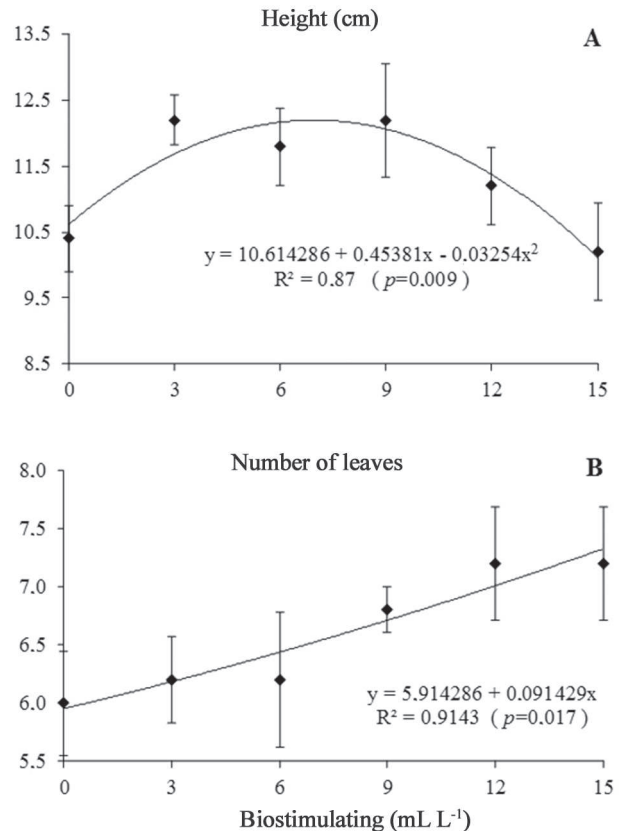 Height (cm)
A
13.5
12.5
11.5
10.5
9.5
8.5
y = 10.614286 + 0.45381x - 0.03254x²
R² = 0.87 ( p=0.009 )
0 3 6 9 12 15
Number of leaves
B
8.0
7.5
7.0
6.5
6.0
5.5
y = 5.914286 + 0.091429x
R² = 0.9143 ( p=0.017 )
0 3 6 9 12 15
Biostimulating (mL L⁻¹)